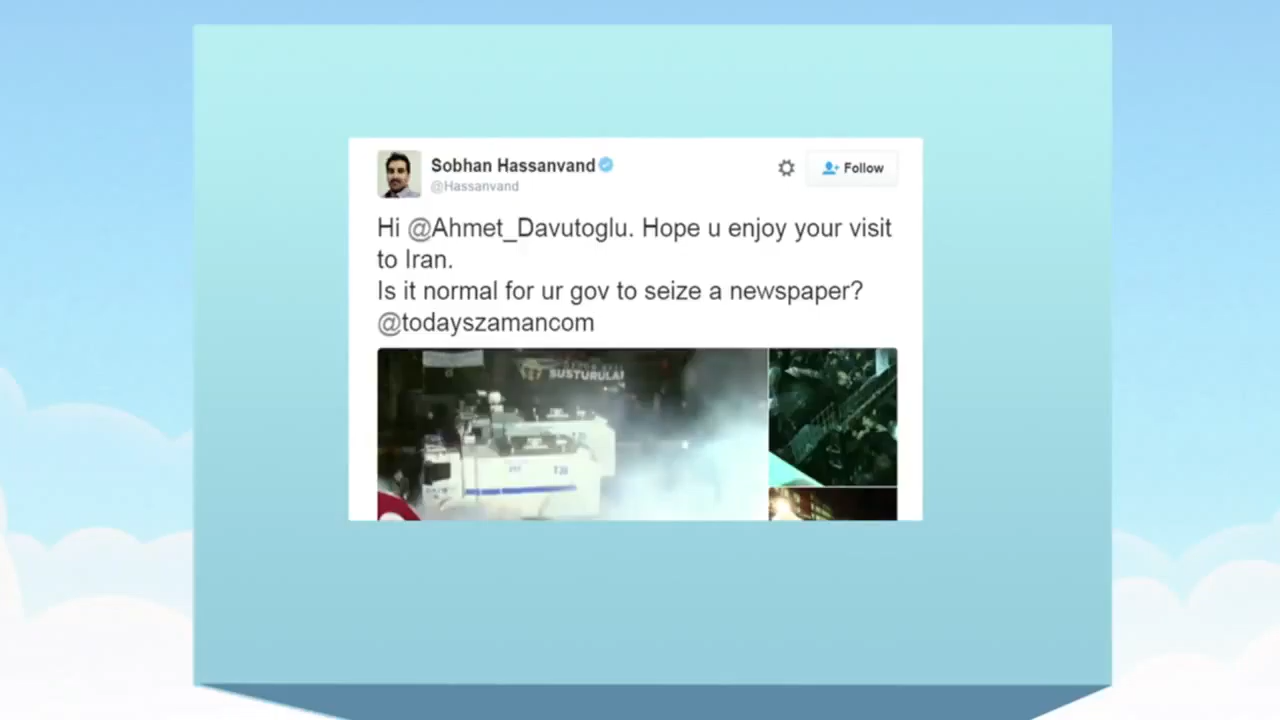 Sobhan Hassanvand
@Hassanvand
Follow
Hi @Ahmet_Davutoglu. Hope u enjoy your visit
to Iran.
Is it normal for ur gov to seize a newspaper?
@todayszamancom
SUSTURULA